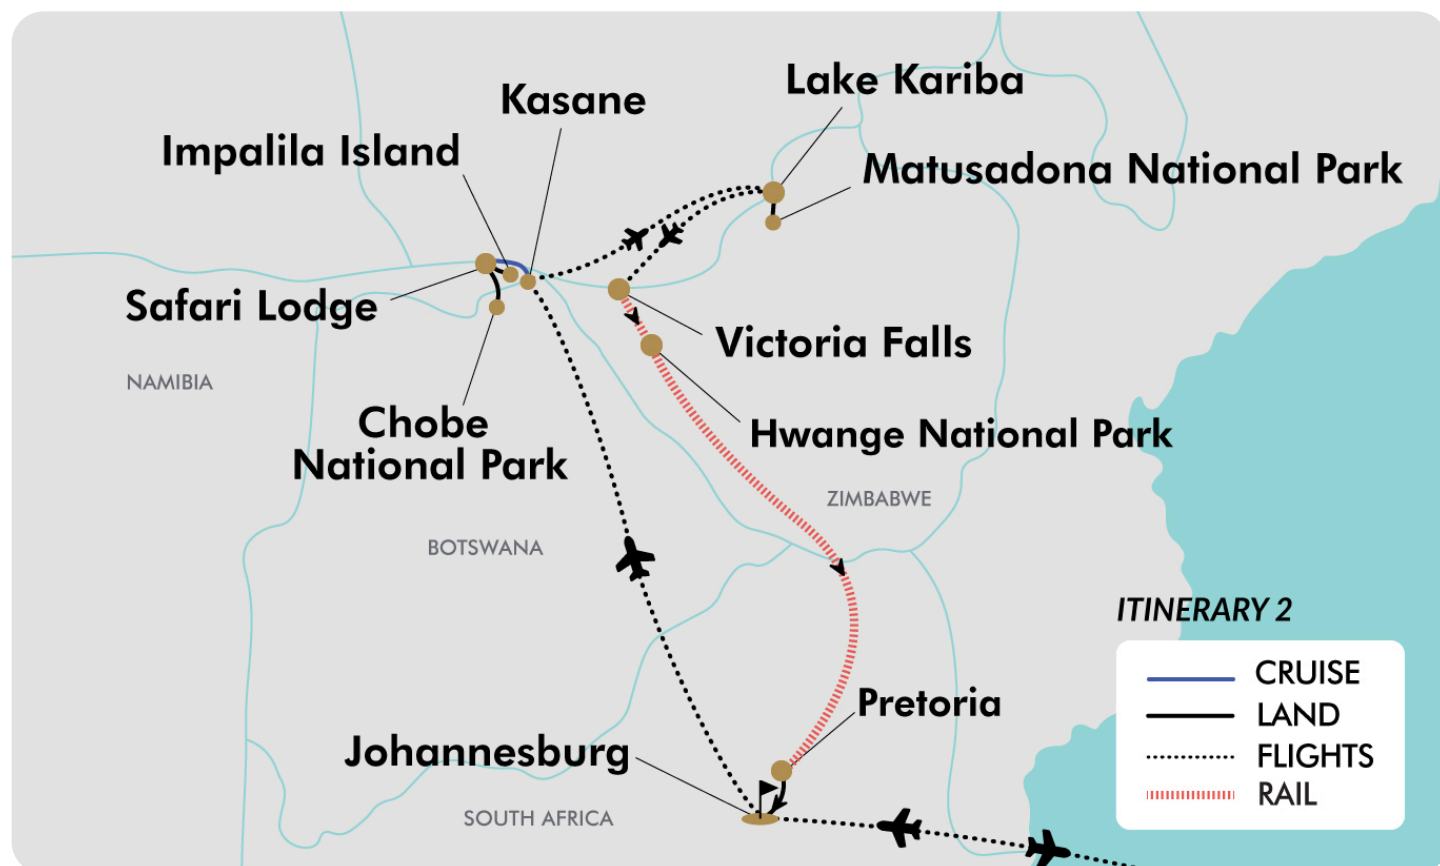 Lake Kariba
Kasane
Impalila Island
Matusadona National Park
Safari Lodge
Victoria Falls
NAMIBIA
Chobe
National Park
Hwange National Park
ZIMBABWE
BOTSWANA
ITINERARY 2
CRUISE
LAND
FLIGHTS
RAIL
Pretoria
Johannesburg
SOUTH AFRICA